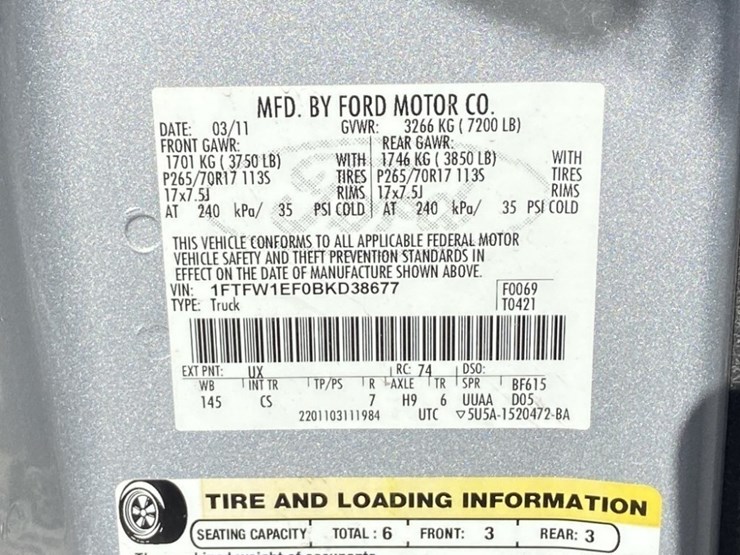 MFD. BY FORD MOTOR CO.
DATE: 03/11 GVWR: 3266 KG ( 7200 LB)
FRONT GAWR: REAR GAWR:
1701 KG ( 3750 LB) WITH 1746 KG ( 3850 LB) WITH
P265/70R17 113S TIRES P265/70R17 113S TIRES
17x7.5J RIMS 17x7.5J RIMS
AT 240 kPa/ 35 PSI COLD AT 240 kPa/ 35 PSI COLD
THIS VEHICLE CONFORMS TO ALL APPLICABLE FEDERAL MOTOR
VEHICLE SAFETY AND THEFT PREVENTION STANDARDS IN
EFFECT ON THE DATE OF MANUFACTURE SHOWN ABOVE.
VIN: 1FTFW1EF0BKD38677 F0069
TYPE: Truck T0421
EXT PNT: UX RC: 74 DSO:
WB INT TR TP/PS R AXLE TR SPR BF615
145 CS 7 H9 6 UUAA D05
2201103111984 UTC ▽5U5A-1520472-BA
TIRE AND LOADING INFORMATION
SEATING CAPACITY TOTAL : 6 FRONT: 3 REAR: 3